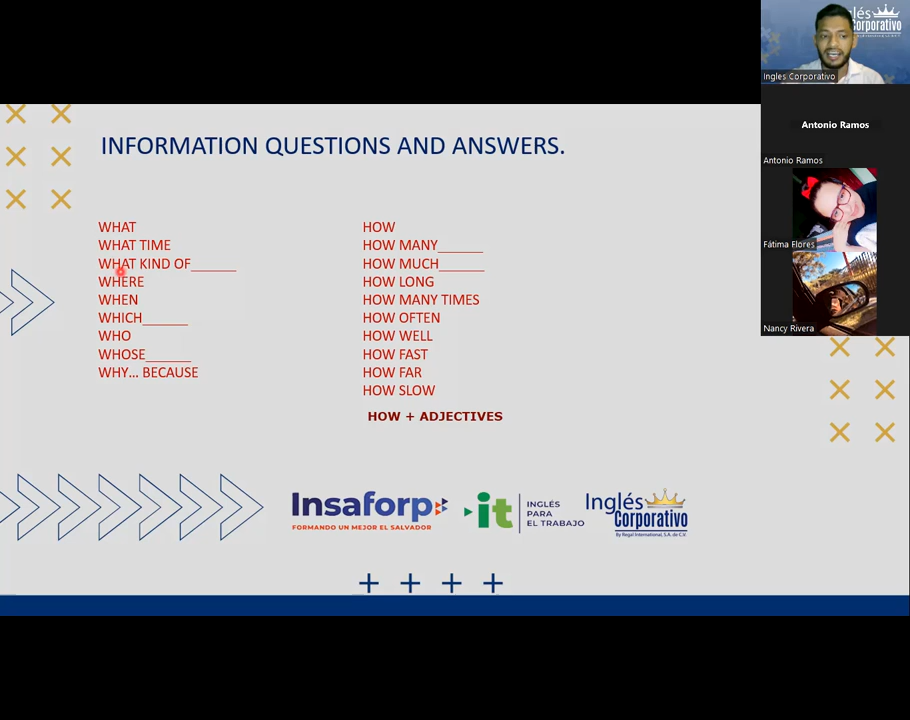 INFORMATION QUESTIONS AND ANSWERS.
WHAT
WHAT TIME
WHAT KIND OF______
WHERE
WHEN
WHICH______
WHO
WHOSE______
WHY... BECAUSE
HOW
HOW MANY______
HOW MUCH______
HOW LONG
HOW MANY TIMES
HOW OFTEN
HOW WELL
HOW FAST
HOW FAR
HOW SLOW
HOW + ADJECTIVES
Insaforp
FORMANDO UN MEJOR EL SALVADOR
it
INGLÉS
PARA
EL TRABAJO
Inglés
Corporativo
By Regal International, S.A. de C.V.
Corporativo
Ingles Corporativo
Antonio Ramos
Antonio Ramos
Fátima Flores
Nancy Rivera